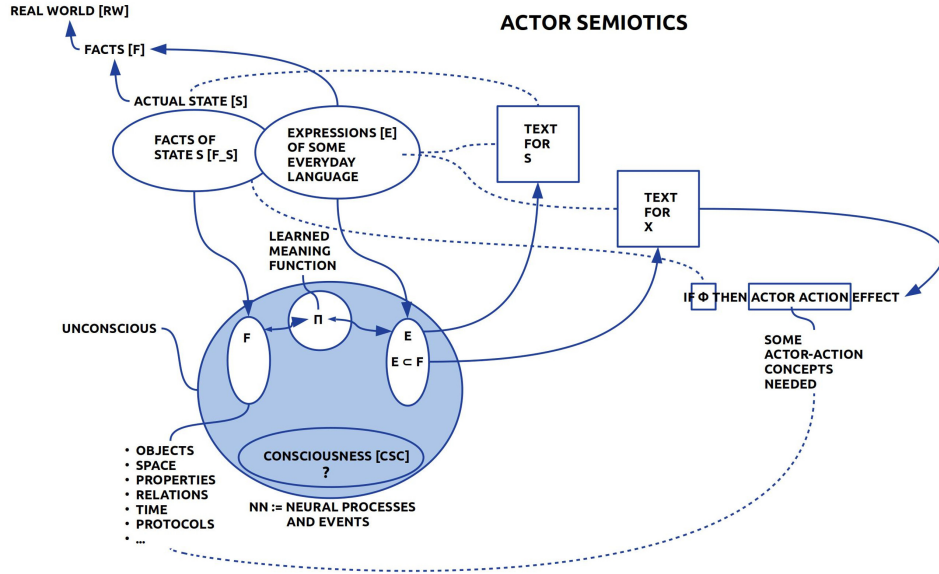 REAL WORLD [RW]
ACTOR SEMIOTICS
FACTS [F]
ACTUAL STATE [S]
FACTS OF
STATE S [F_S]
EXPRESSIONS [E]
OF SOME
EVERYDAY
LANGUAGE
TEXT
FOR
S
TEXT
FOR
X
LEARNED
MEANING
FUNCTION
IF Φ THEN ACTOR ACTION EFFECT
UNCONSCIOUS
F
Π
E
E ⊂ F
SOME
ACTOR-ACTION
CONCEPTS
NEEDED
• OBJECTS
• SPACE
• PROPERTIES
• RELATIONS
• TIME
• PROTOCOLS
• ...
CONSCIOUSNESS [CSC]
?
NN := NEURAL PROCESSES
AND EVENTS